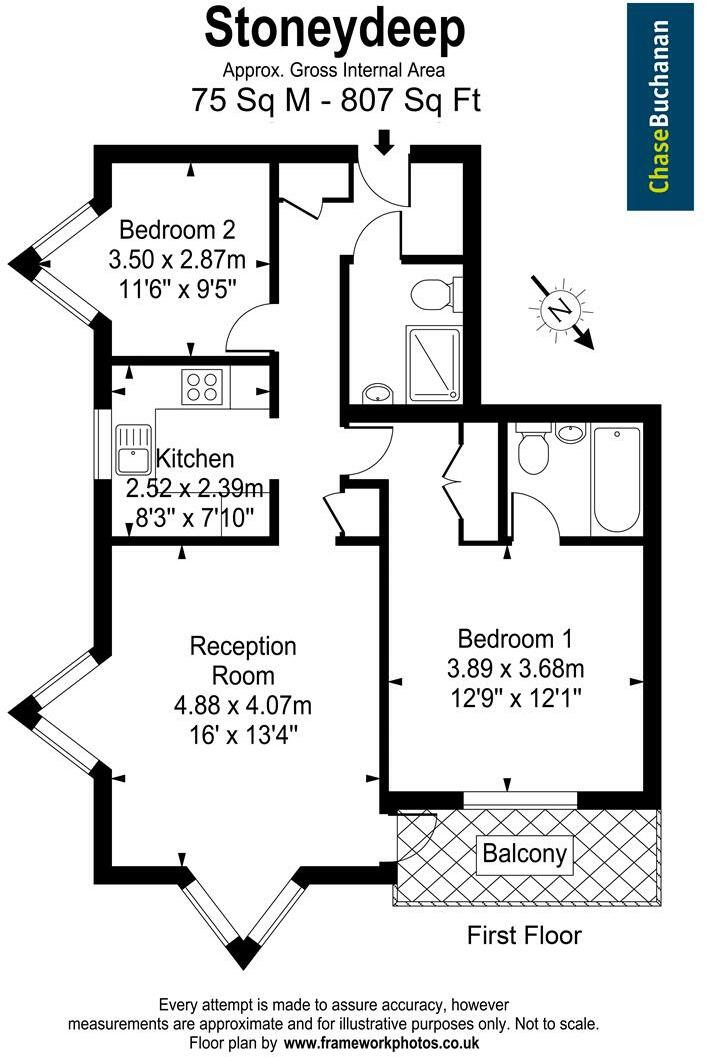 Stoneydeep
Approx. Gross Internal Area
75 Sq M - 807 Sq Ft
ChaseBuchanan
Bedroom 2
3.50 x 2.87m
11'6" x 9'5"
N
Kitchen
2.52 x 2.39m
8'3" x 7'10"
Reception
Room
4.88 x 4.07m
16' x 13'4"
Bedroom 1
3.89 x 3.68m
12'9" x 12'1"
Balcony
First Floor
Every attempt is made to assure accuracy, however
measurements are approximate and for illustrative purposes only. Not to scale.
Floor plan by www.frameworkphotos.co.uk